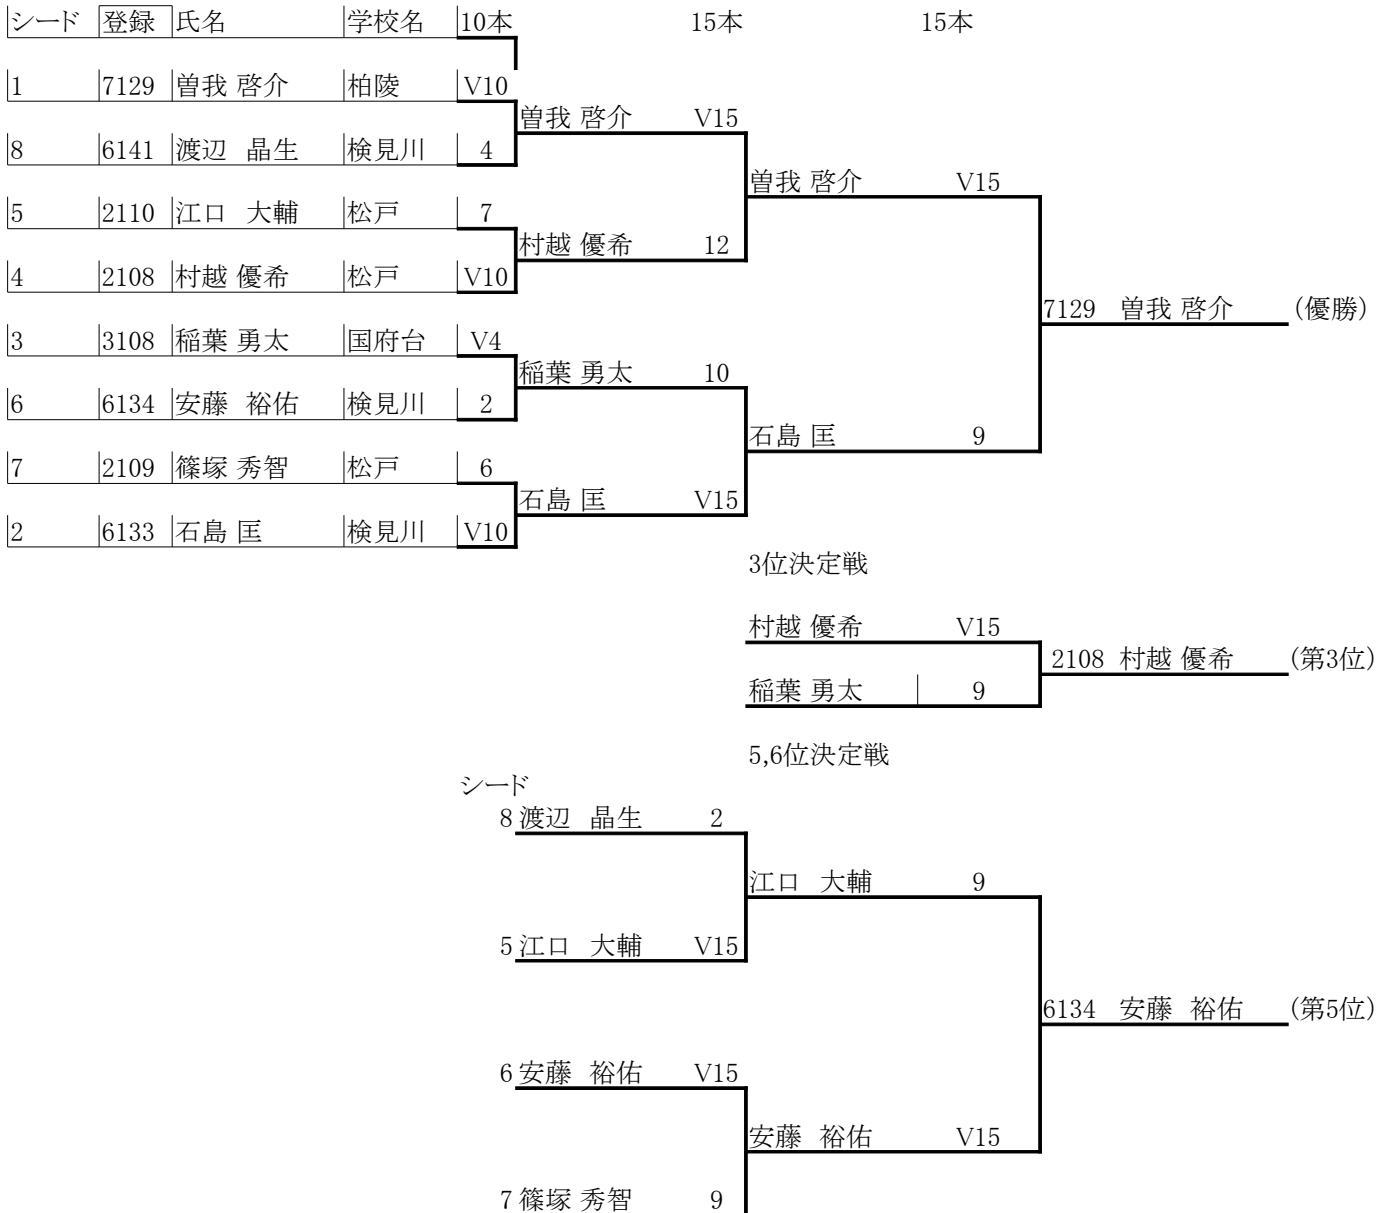 シード 登録 氏名 学校名 10本 15本 15本
1 7129 曽我 啓介 柏陵 V10
曽我 啓介 V15
8 6141 渡辺 晶生 検見川 4
曽我 啓介 V15
5 2110 江口 大輔 松戸 7
村越 優希 12
4 2108 村越 優希 松戸 V10
7129 曽我 啓介 (優勝)
3 3108 稲葉 勇太 国府台 V4
稲葉 勇太 10
6 6134 安藤 裕佑 検見川 2
石島 匡 9
7 2109 篠塚 秀智 松戸 6
石島 匡 V15
2 6133 石島 匡 検見川 V10
3位決定戦
村越 優希 V15
2108 村越 優希 (第3位)
稲葉 勇太 9
5,6位決定戦
シード
8 渡辺 晶生 2
江口 大輔 9
5 江口 大輔 V15
6134 安藤 裕佑 (第5位)
6 安藤 裕佑 V15
安藤 裕佑 V15
7 篠塚 秀智 9